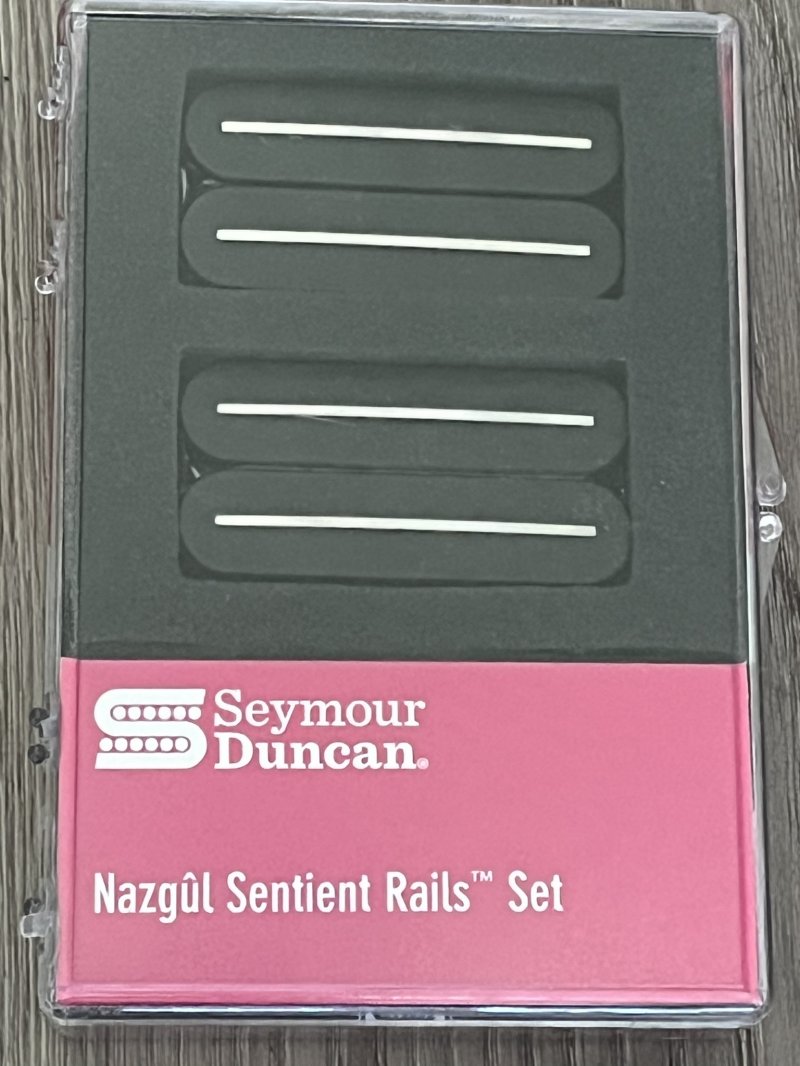 Seymour
Duncan®
Nazgûl Sentient Rails™ Set